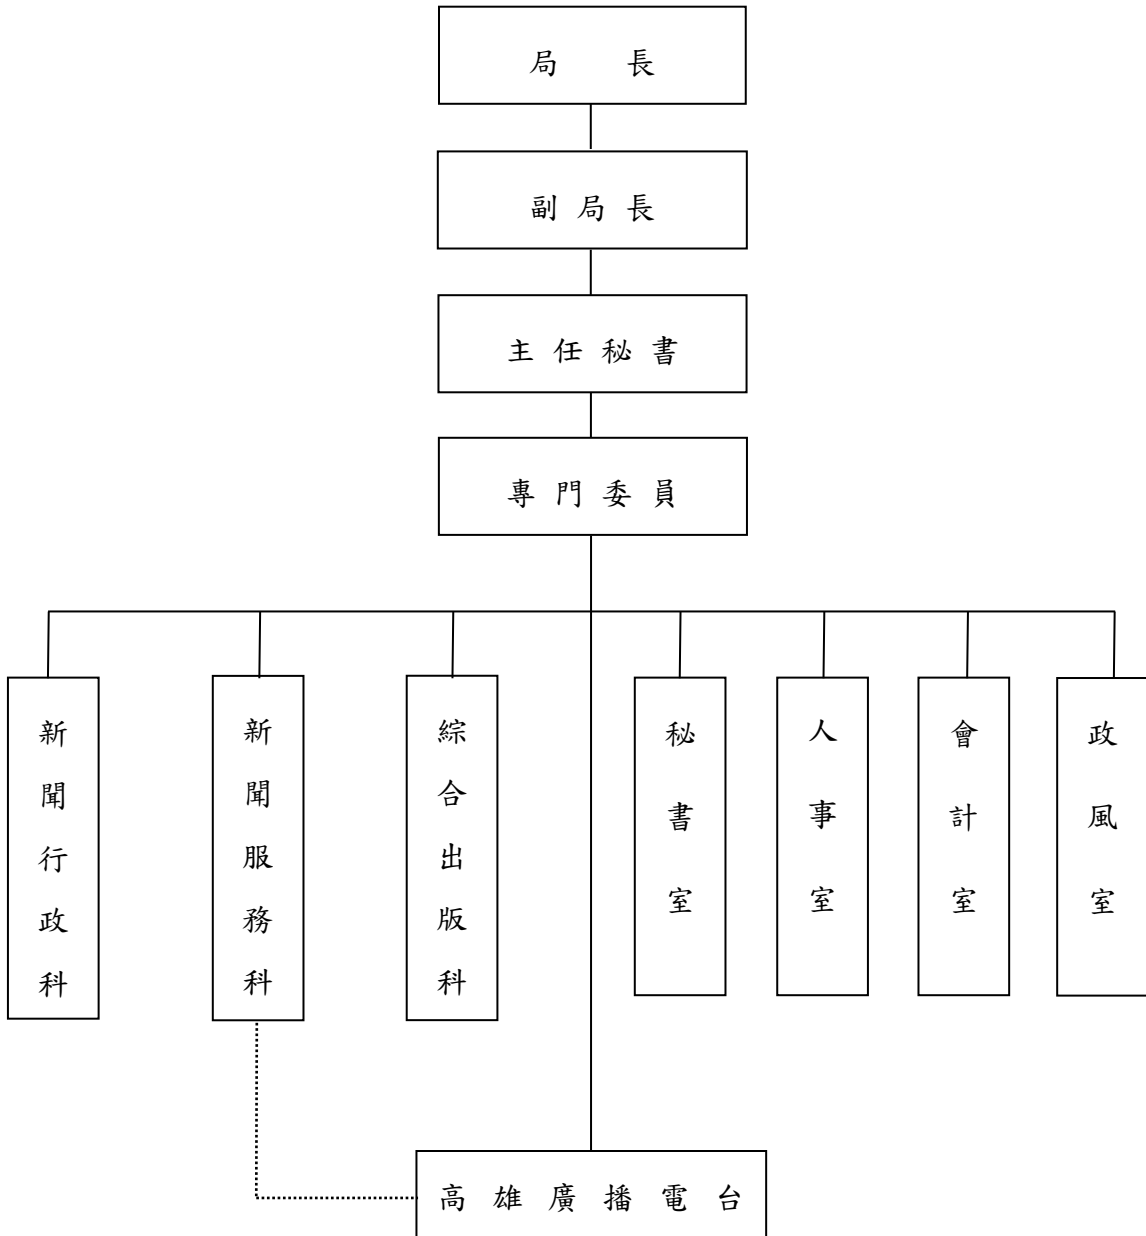 局長
副局長
主任秘書
專門委員
新聞行政科
新聞服務科
綜合出版科
秘書室
人事室
會計室
政風室
高雄廣播電台